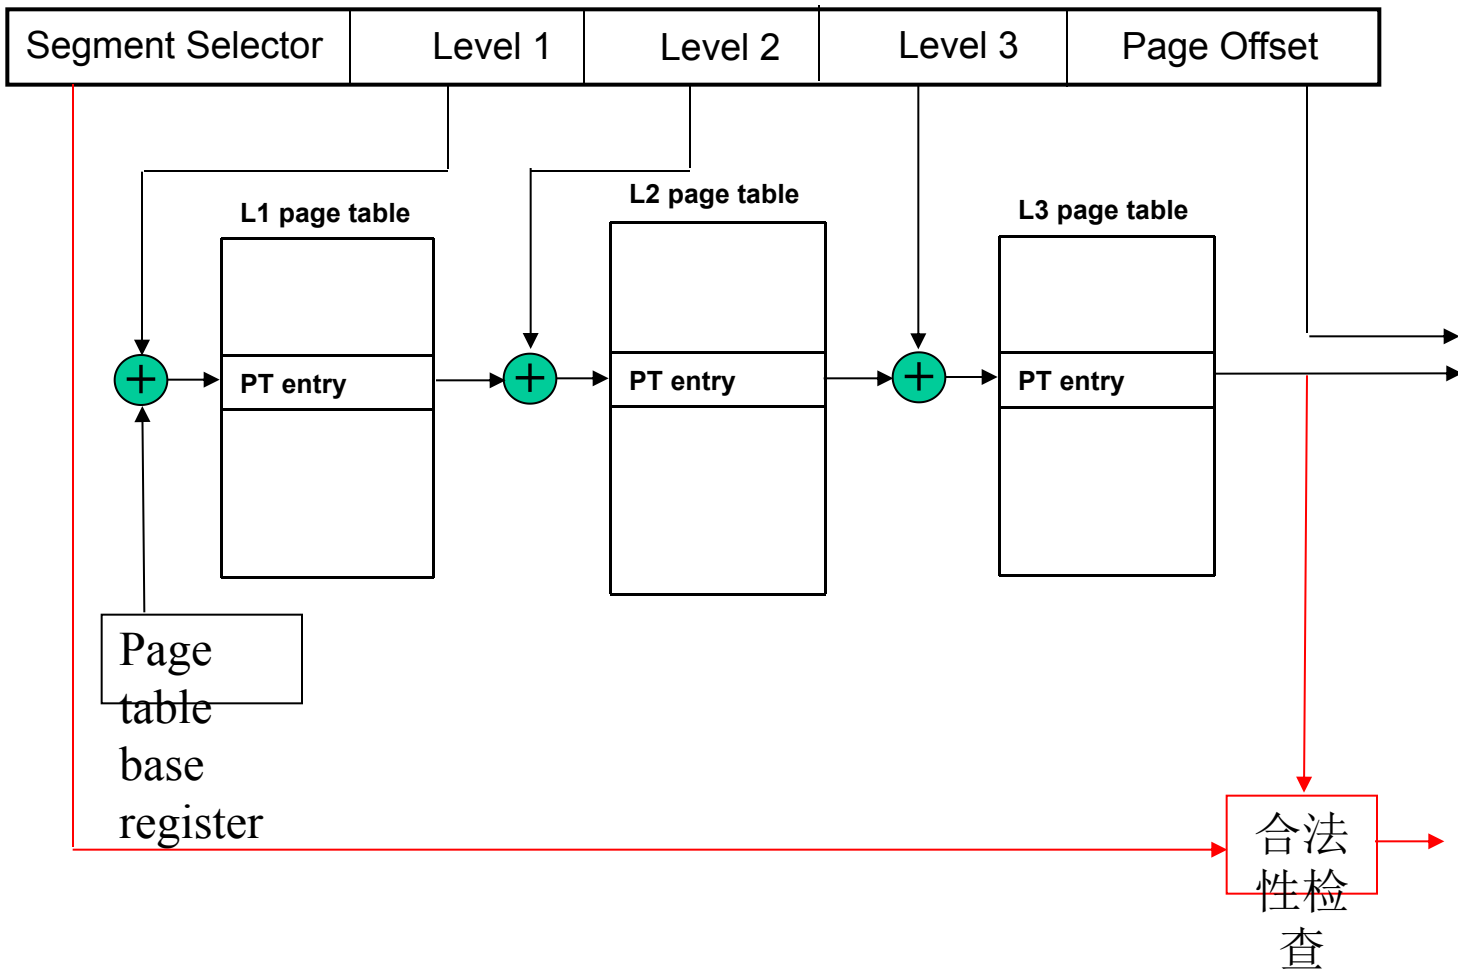 Segment Selector Level 1 Level 2 Level 3 Page Offset
L1 page table
L2 page table
L3 page table
+ PT entry + PT entry + PT entry
Page
table
base
register
合法
性检
查